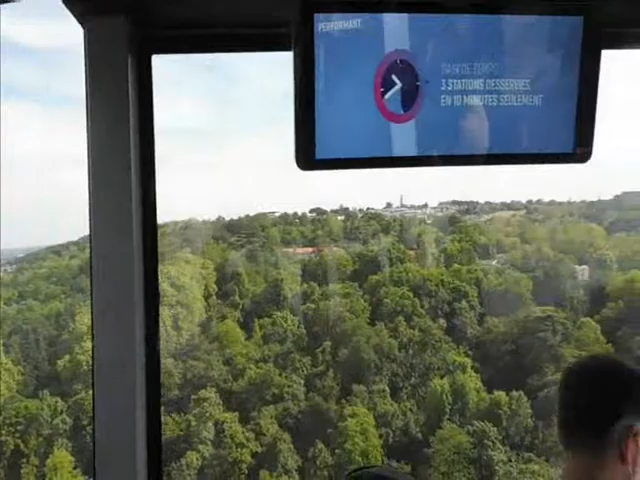 PERFORMANT
3 STATIONS DESSERVIES
EN 10 MINUTES SEULEMENT